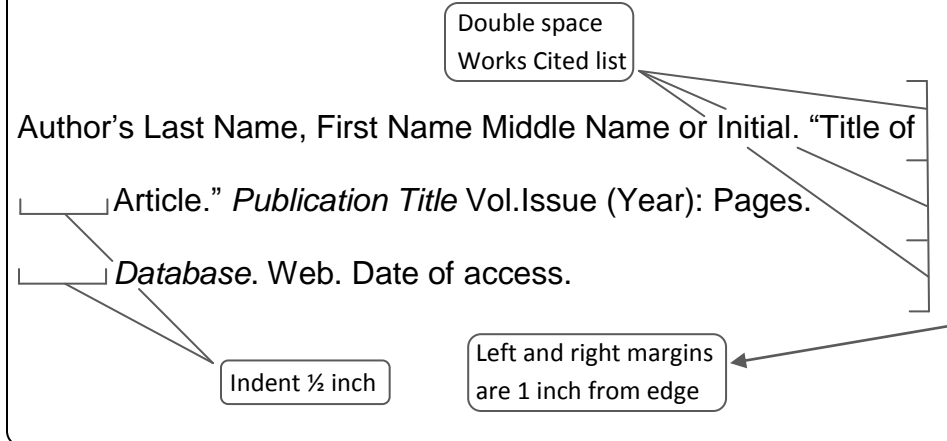 Double space
Works Cited list
Author’s Last Name, First Name Middle Name or Initial. “Title of
Article.” Publication Title Vol.Issue (Year): Pages.
Database. Web. Date of access.
Indent ½ inch
Left and right margins
are 1 inch from edge